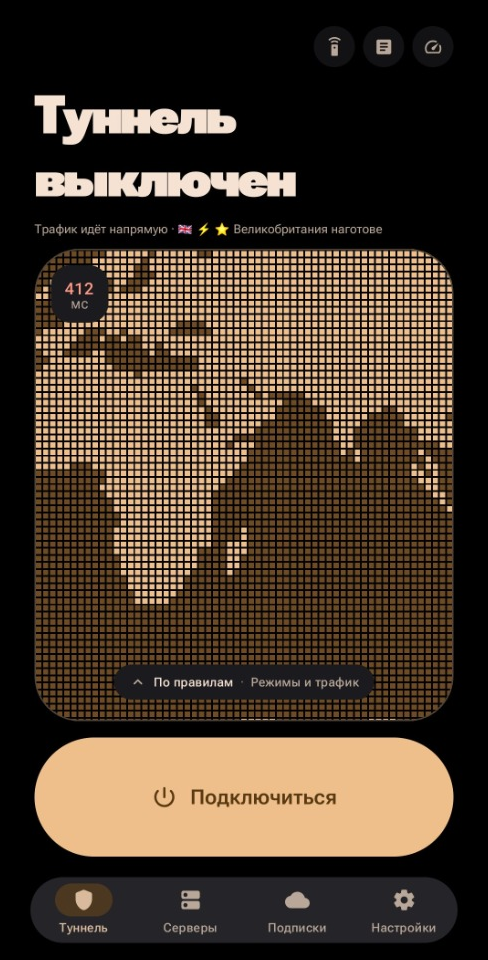 Туннель
выключен
Трафик идёт напрямую · 🇬🇧 ⚡ ⭐ Великобритания наготове
412
мс
По правилам · Режимы и трафик
Подключиться
Туннель Серверы Подписки Настройки